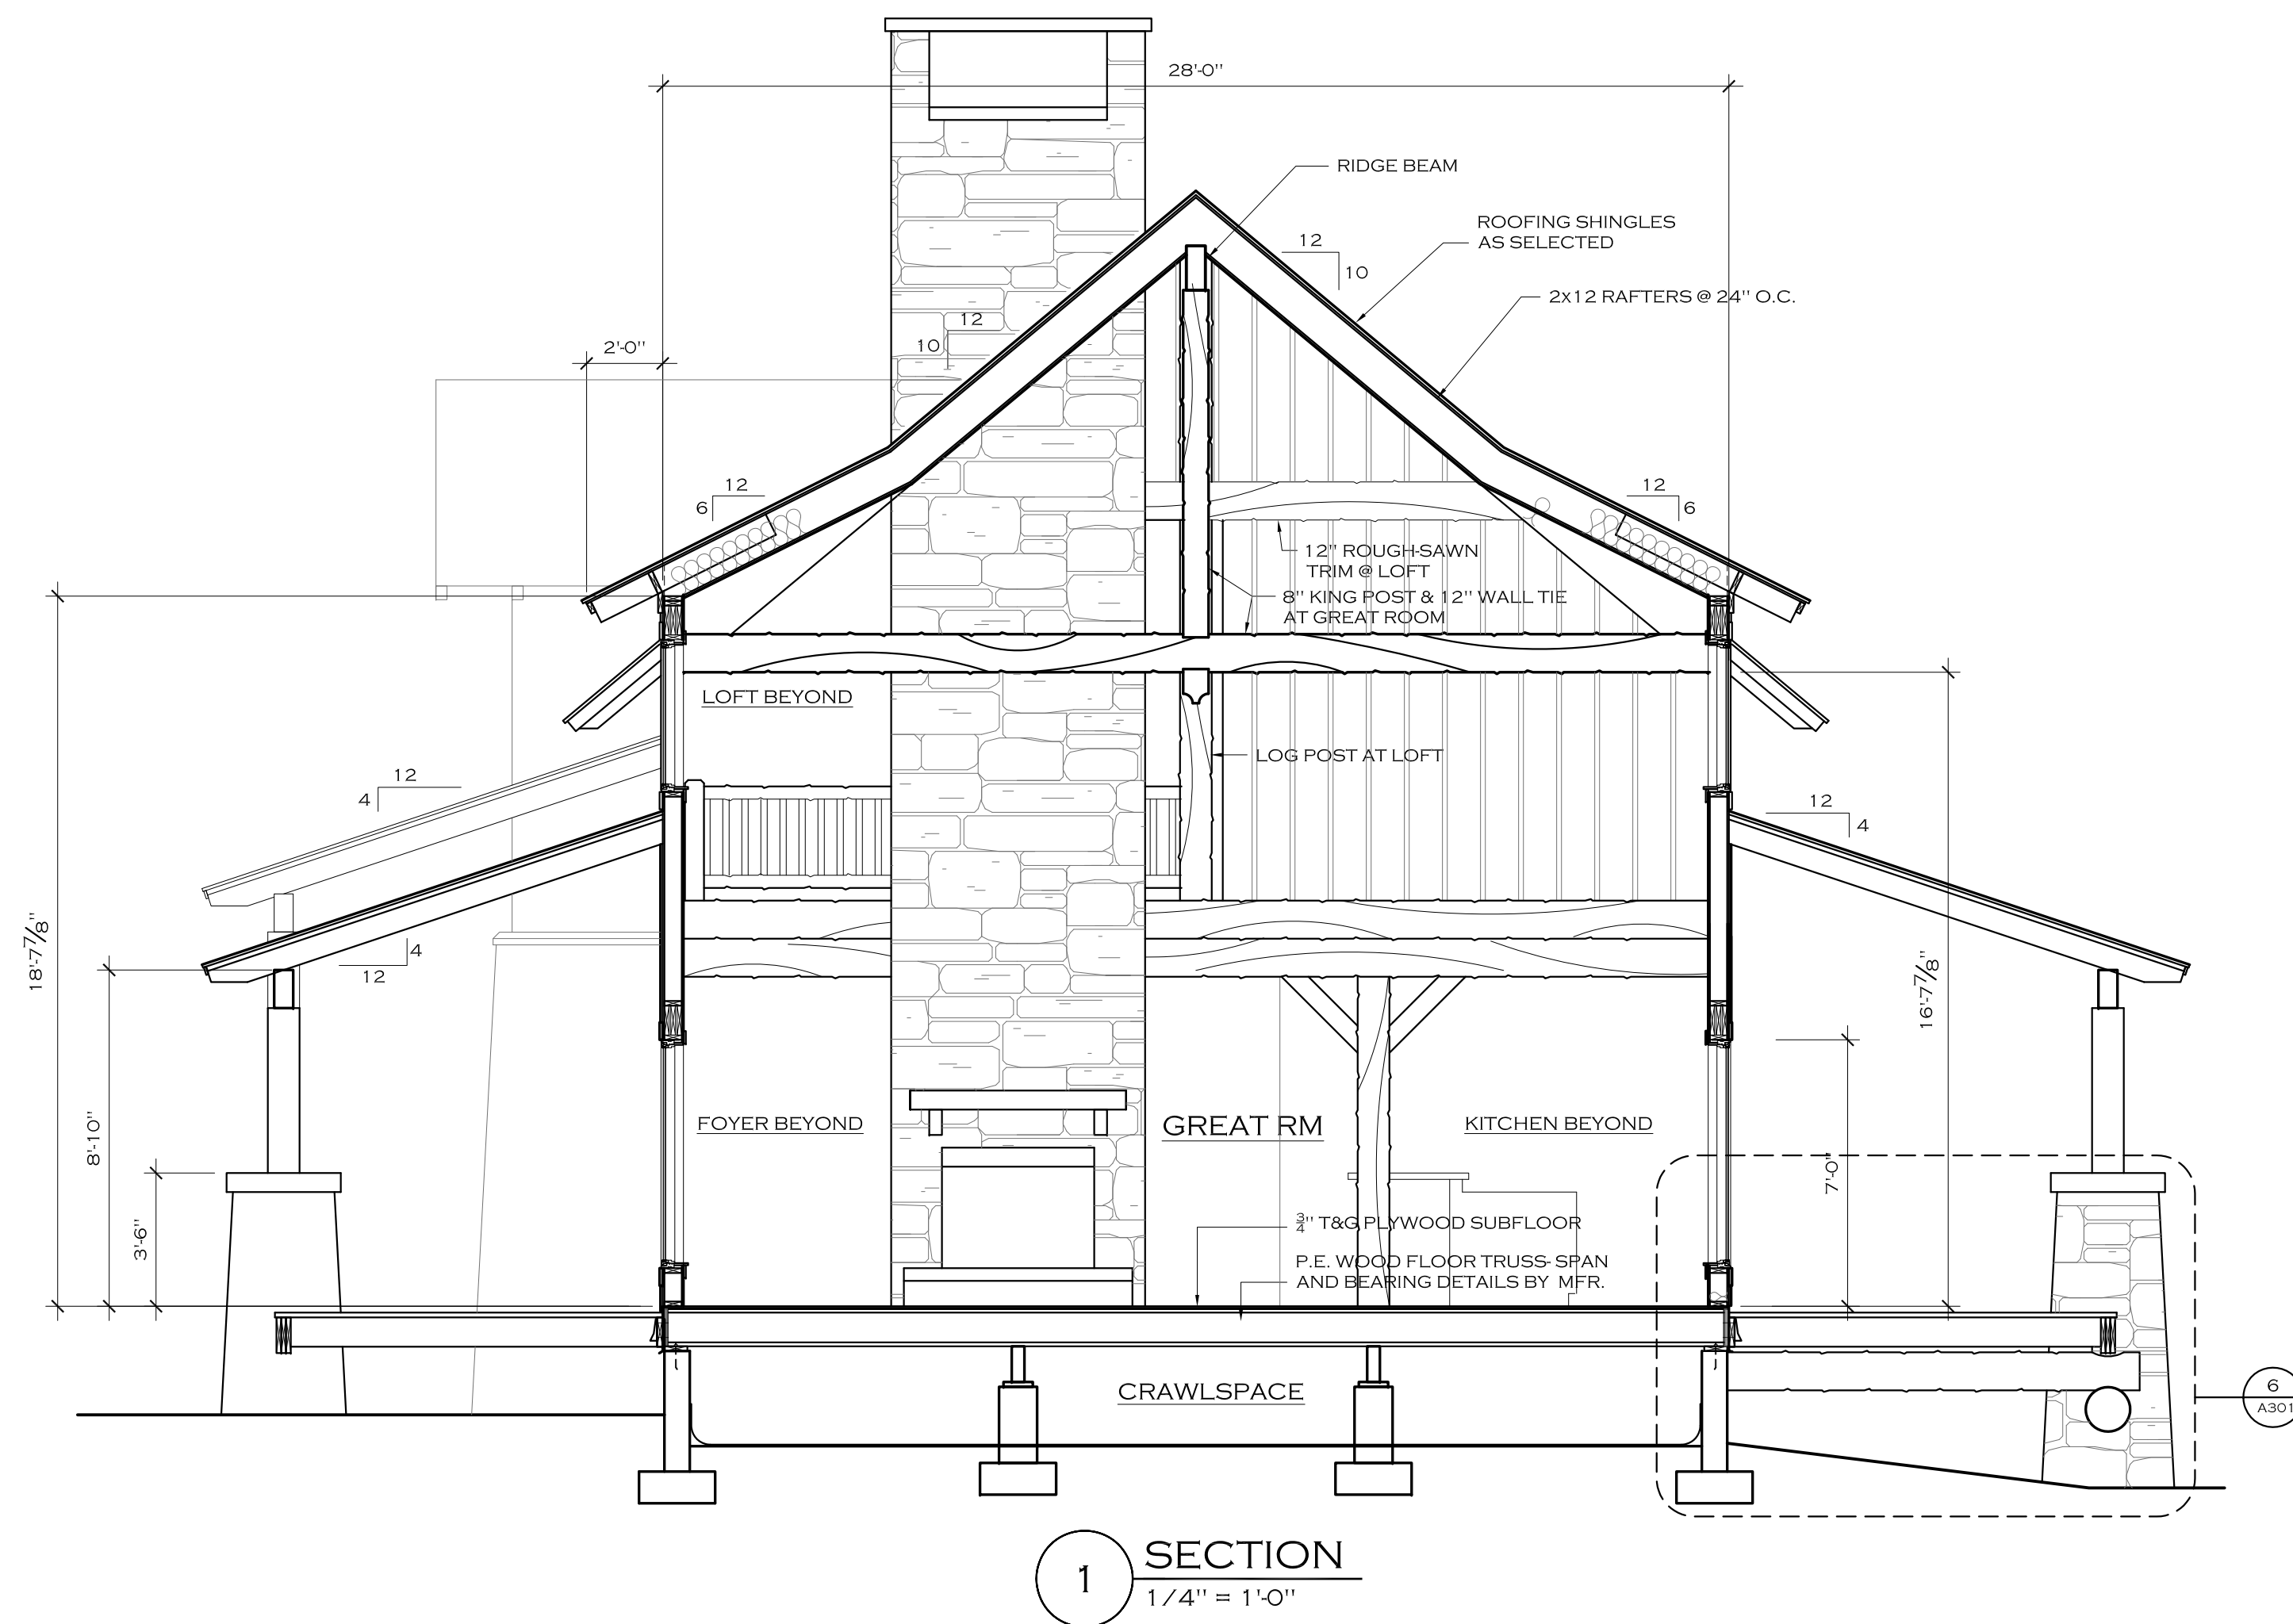 28'-0"
RIDGE BEAM
ROOFING SHINGLES
AS SELECTED
12
10
2x12 RAFTERS @ 24" O.C.
12
10
2'-0"
12
6
12
6
12" ROUGH-SAWN
TRIM @ LOFT
8" KING POST & 12" WALL TIE
AT GREAT ROOM
LOFT BEYOND
LOG POST AT LOFT
12
4
12
4
18'-7 7/8"
4
12
16'-7 7/8"
8'-10"
FOYER BEYOND
GREAT RM
KITCHEN BEYOND
7'-0"
3'-6"
3/4" T&G PLYWOOD SUBFLOOR
P.E. WOOD FLOOR TRUSS- SPAN
AND BEARING DETAILS BY MFR.
CRAWLSPACE
6
A301
1
SECTION
1/4" = 1'-0"